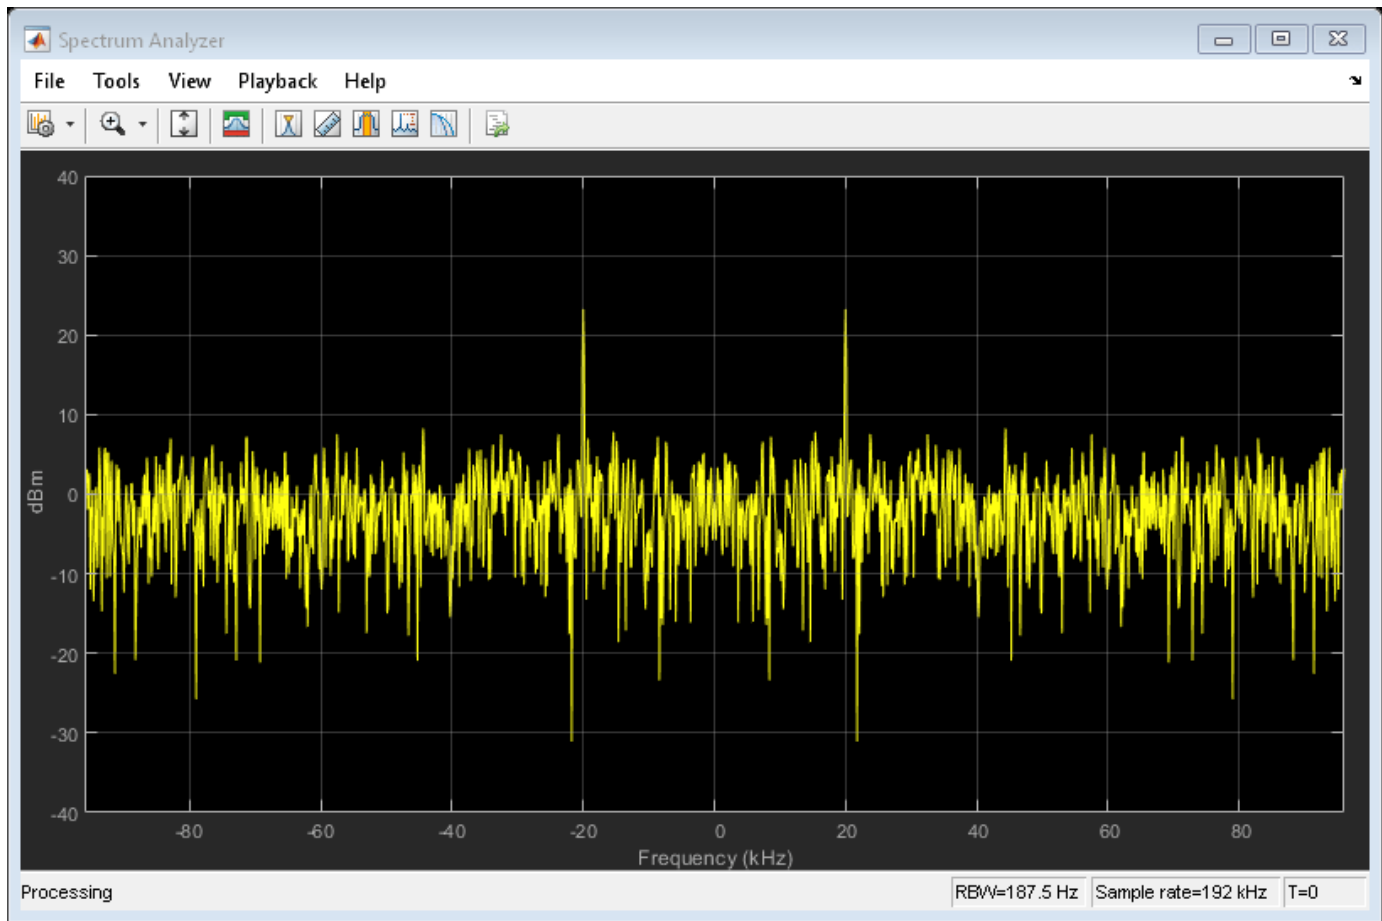 Spectrum Analyzer
File Tools View Playback Help
40
30
20
10
0
-10
-20
-30
-40
dBm
-80 -60 -40 -20 0 20 40 60 80
Frequency (kHz)
Processing RBW=187.5 Hz Sample rate=192 kHz T=0